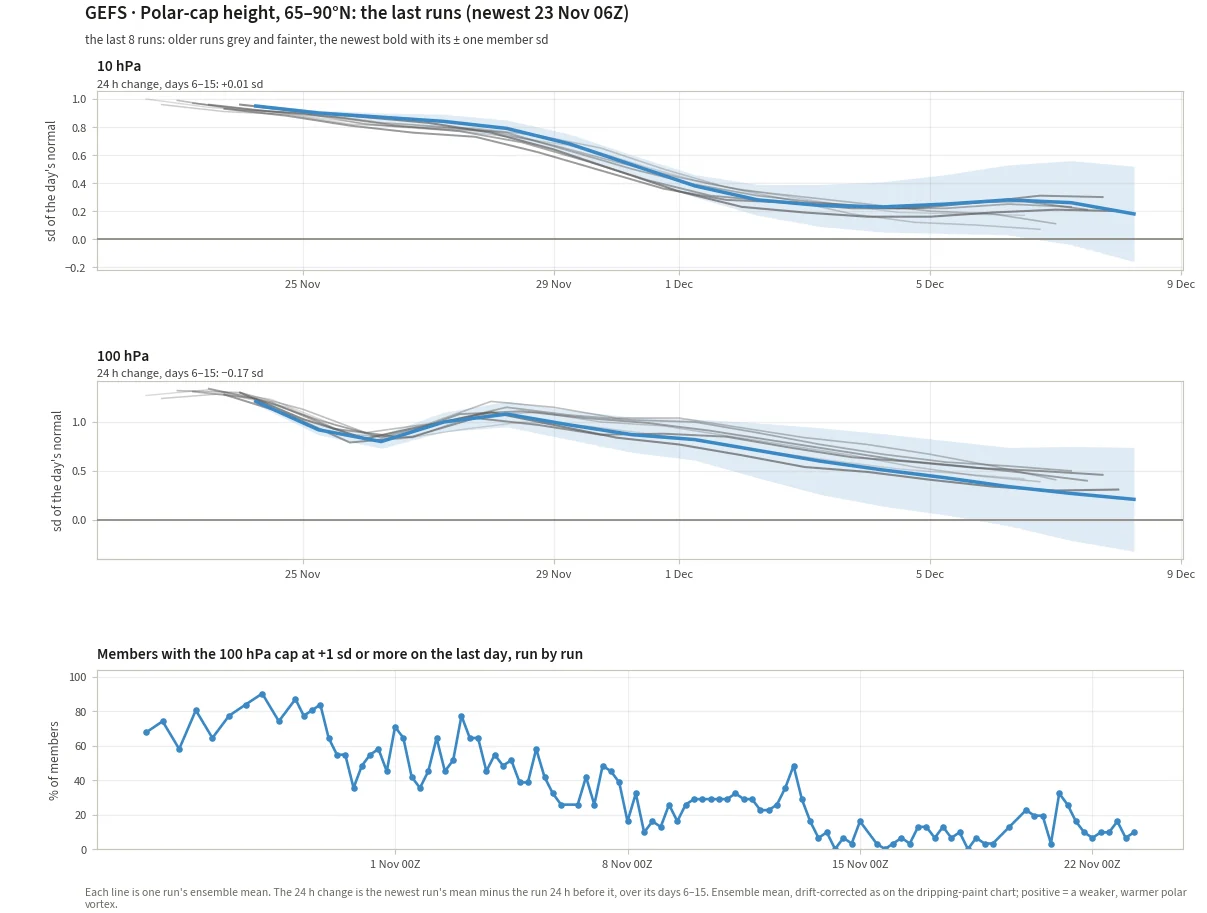 GEFS · Polar-cap height, 65–90°N: the last runs (newest 23 Nov 06Z)
the last 8 runs: older runs grey and fainter, the newest bold with its ± one member sd
10 hPa
24 h change, days 6–15: +0.01 sd
sd of the day's normal
1.0
0.8
0.6
0.4
0.2
0.0
−0.2
25 Nov
29 Nov
1 Dec
5 Dec
9 Dec
100 hPa
24 h change, days 6–15: −0.17 sd
sd of the day's normal
1.0
0.5
0.0
25 Nov
29 Nov
1 Dec
5 Dec
9 Dec
Members with the 100 hPa cap at +1 sd or more on the last day, run by run
% of members
100
80
60
40
20
0
1 Nov 00Z
8 Nov 00Z
15 Nov 00Z
22 Nov 00Z
Each line is one run's ensemble mean. The 24 h change is the newest run's mean minus the run 24 h before it, over its days 6–15. Ensemble mean, drift-corrected as on the dripping-paint chart; positive = a weaker, warmer polar
vortex.